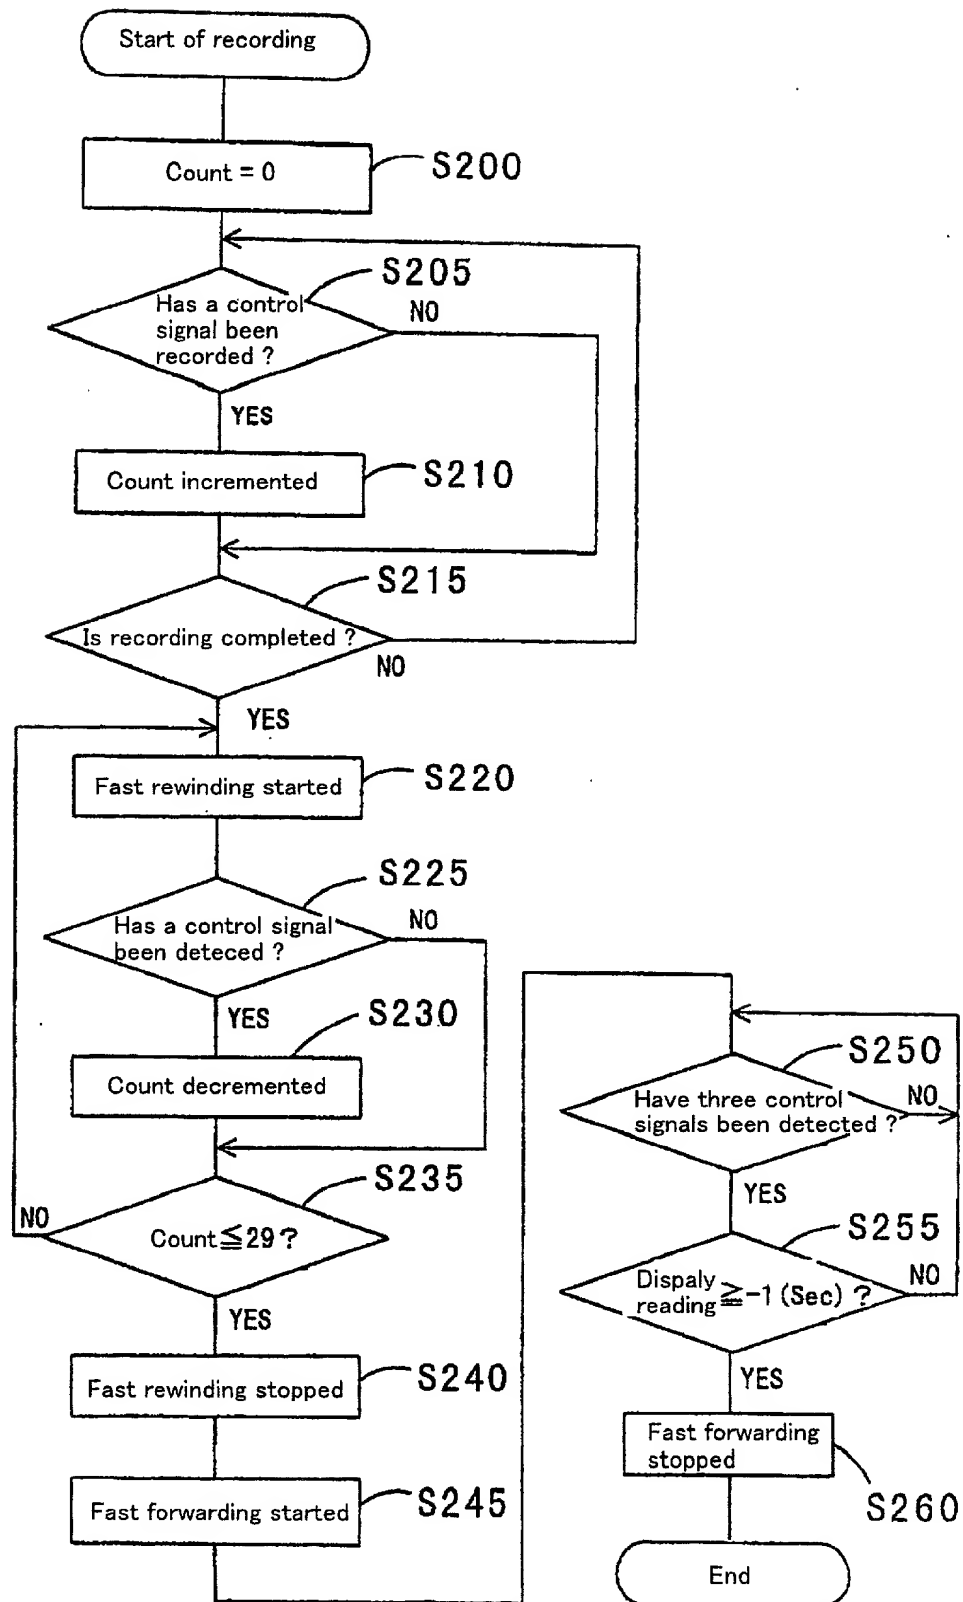 Start of recording
Count = 0
S200
S205
Has a control
signal been
recorded ?
NO
YES
Count incremented
S210
S215
Is recording completed ?
NO
YES
Fast rewinding started
S220
S225
Has a control signal
been deteced ?
NO
YES
S230
Count decremented
S235
NO
Count≦29 ?
YES
Fast rewinding stopped
S240
Fast forwarding started
S245
S250
Have three control
signals been detected ?
NO
YES
S255
Dispaly
reading ≧-1 (Sec) ?
NO
YES
Fast forwarding
stopped
S260
End